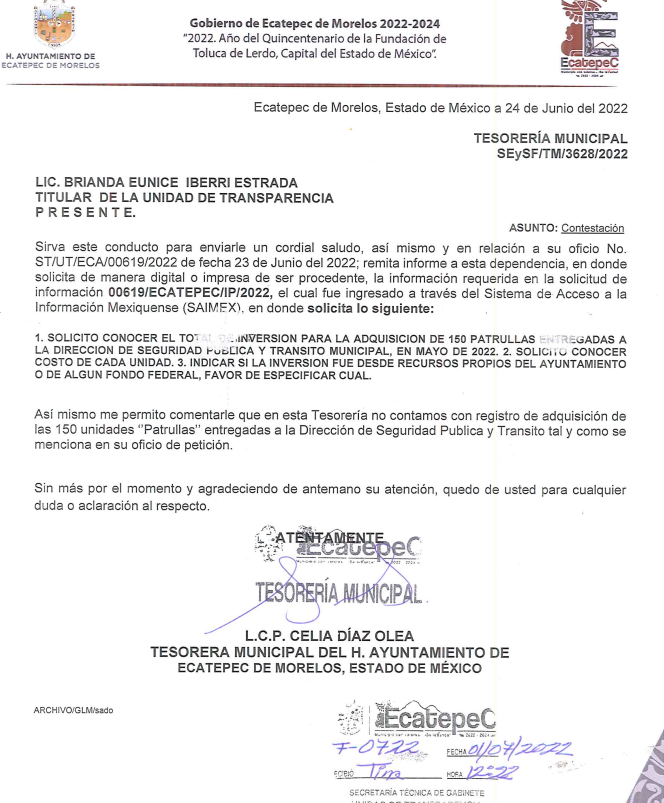 H. AYUNTAMIENTO DE
ECATEPEC DE MORELOS
Gobierno de Ecatepec de Morelos 2022-2024
“2022. Año del Quincentenario de la Fundación de
Toluca de Lerdo, Capital del Estado de México”.
EcatepeC
Ecatepec de Morelos, Estado de México a 24 de Junio del 2022
TESORERÍA MUNICIPAL
SEySF/TM/3628/2022
LIC. BRIANDA EUNICE IBERRI ESTRADA
TITULAR DE LA UNIDAD DE TRANSPARENCIA
P R E S E N T E.
ASUNTO: Contestación
Sirva este conducto para enviarle un cordial saludo, así mismo y en relación a su oficio No.
ST/UT/ECA/00619/2022 de fecha 23 de Junio del 2022; remita informe a esta dependencia, en donde
solicita de manera digital o impresa de ser procedente, la información requerida en la solicitud de
información 00619/ECATEPEC/IP/2022, el cual fue ingresado a través del Sistema de Acceso a la
Información Mexiquense (SAIMEX), en donde solicita lo siguiente:
1. SOLICITO CONOCER EL TOTAL DE INVERSION PARA LA ADQUISICION DE 150 PATRULLAS ENTREGADAS A
LA DIRECCION DE SEGURIDAD PUBLICA Y TRANSITO MUNICIPAL, EN MAYO DE 2022. 2. SOLICITO CONOCER
COSTO DE CADA UNIDAD. 3. INDICAR SI LA INVERSION FUE DESDE RECURSOS PROPIOS DEL AYUNTAMIENTO
O DE ALGUN FONDO FEDERAL, FAVOR DE ESPECIFICAR CUAL.
Así mismo me permito comentarle que en esta Tesorería no contamos con registro de adquisición de
las 150 unidades ‘’Patrullas’’ entregadas a la Dirección de Seguridad Publica y Transito tal y como se
menciona en su oficio de petición.
Sin más por el momento y agradeciendo de antemano su atención, quedo de usted para cualquier
duda o aclaración al respecto.
ATENTAMENTE
EcatepeC
TESORERÍA MUNICIPAL
L.C.P. CELIA DÍAZ OLEA
TESORERA MUNICIPAL DEL H. AYUNTAMIENTO DE
ECATEPEC DE MORELOS, ESTADO DE MÉXICO
ARCHIVO/GLM/sado
EcatepeC
F-0722 FECHA 01/07/2022
RECIBIÓ HORA 12:22
SECRETARÍA TÉCNICA DE GABINETE
UNIDAD DE TRANSPARENCIA